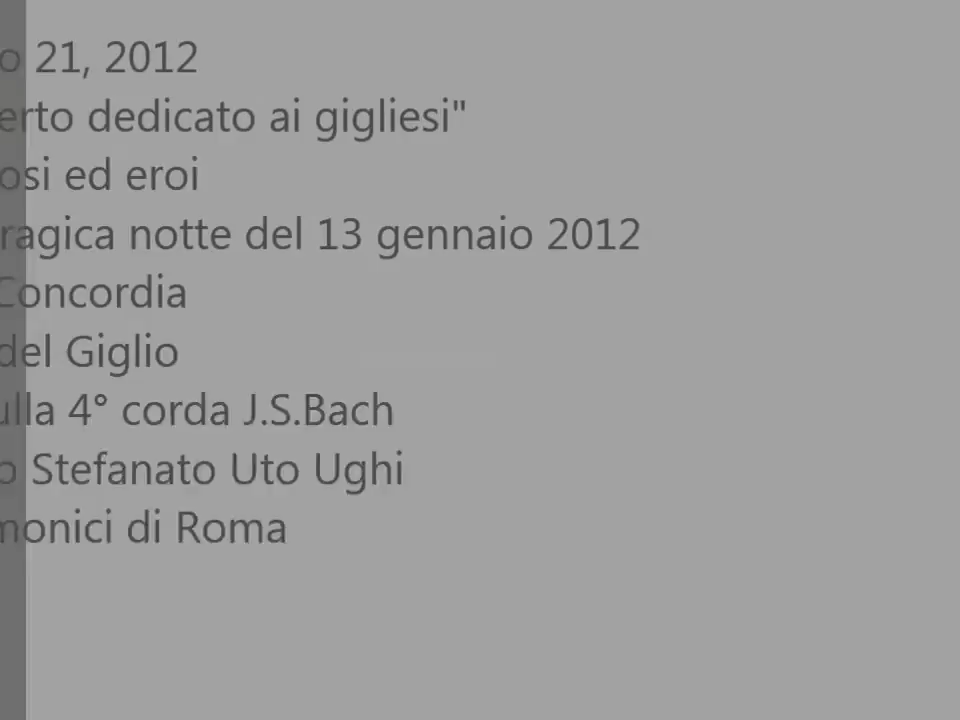 o 21, 2012
erto dedicato ai gigliesi"
osi ed eroi
ragica notte del 13 gennaio 2012
Concordia
del Giglio
ulla 4° corda J.S.Bach
o Stefanato Uto Ughi
monici di Roma